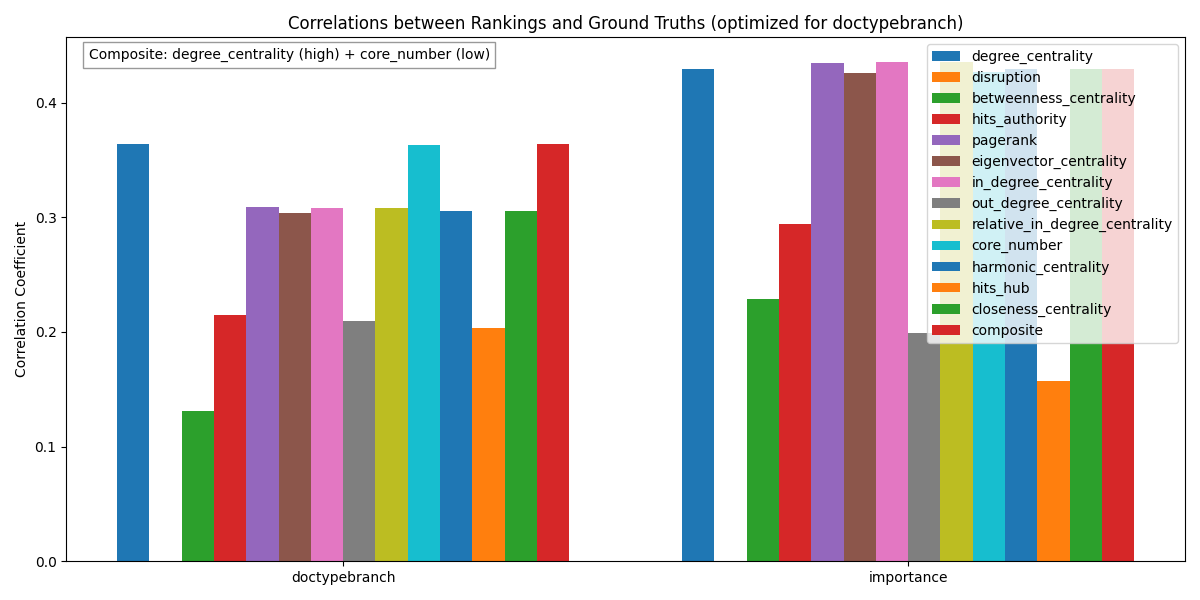 Correlations between Rankings and Ground Truths (optimized for doctypebranch)
Composite: degree_centrality (high) + core_number (low)
degree_centrality
disruption
betweenness_centrality
hits_authority
pagerank
eigenvector_centrality
in_degree_centrality
out_degree_centrality
relative_in_degree_centrality
core_number
harmonic_centrality
hits_hub
closeness_centrality
composite
Correlation Coefficient
0.4
0.3
0.2
0.1
0.0
doctypebranch
importance